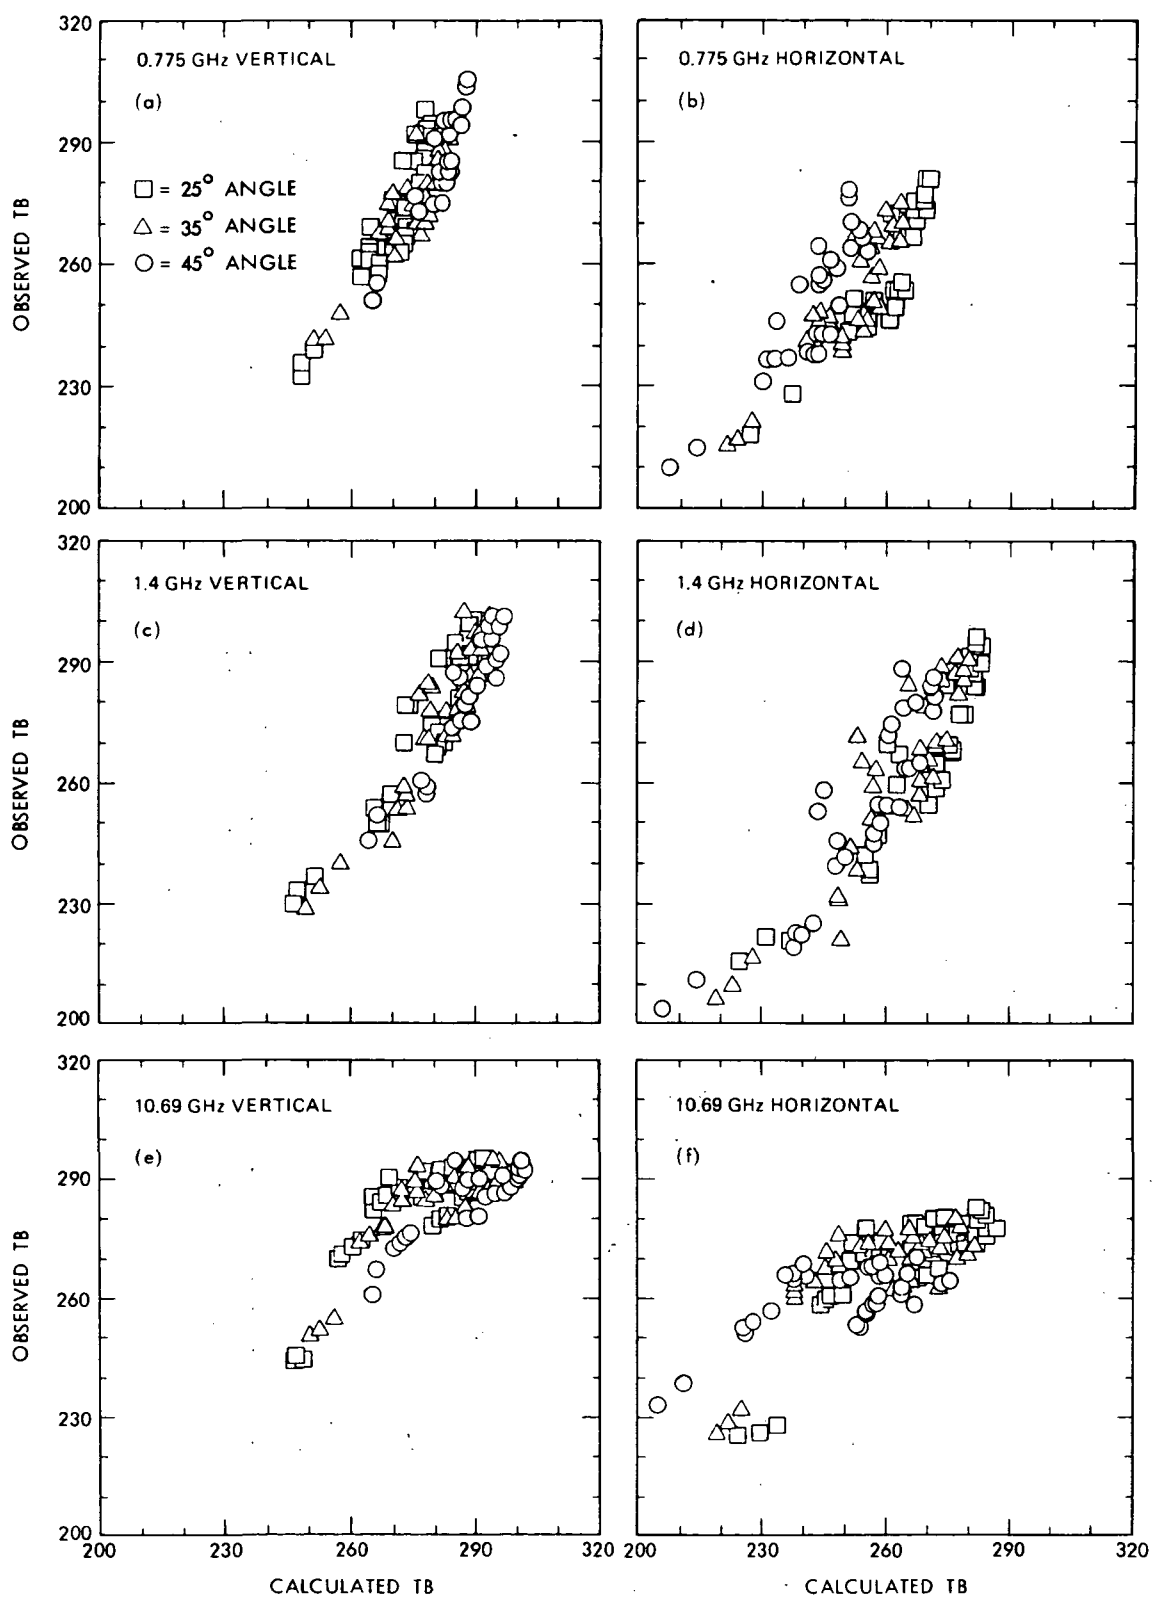 320
290
260
230
200
OBSERVED TB
0.775 GHz VERTICAL
(a)
□ = 25° ANGLE
△ = 35° ANGLE
○ = 45° ANGLE
0.775 GHz HORIZONTAL
(b)
320
290
260
230
200
OBSERVED TB
1.4 GHz VERTICAL
(c)
1.4 GHz HORIZONTAL
(d)
320
290
260
230
200
OBSERVED TB
10.69 GHz VERTICAL
(e)
10.69 GHz HORIZONTAL
(f)
200 230 260 290 320
200 230 260 290 320
CALCULATED TB
CALCULATED TB